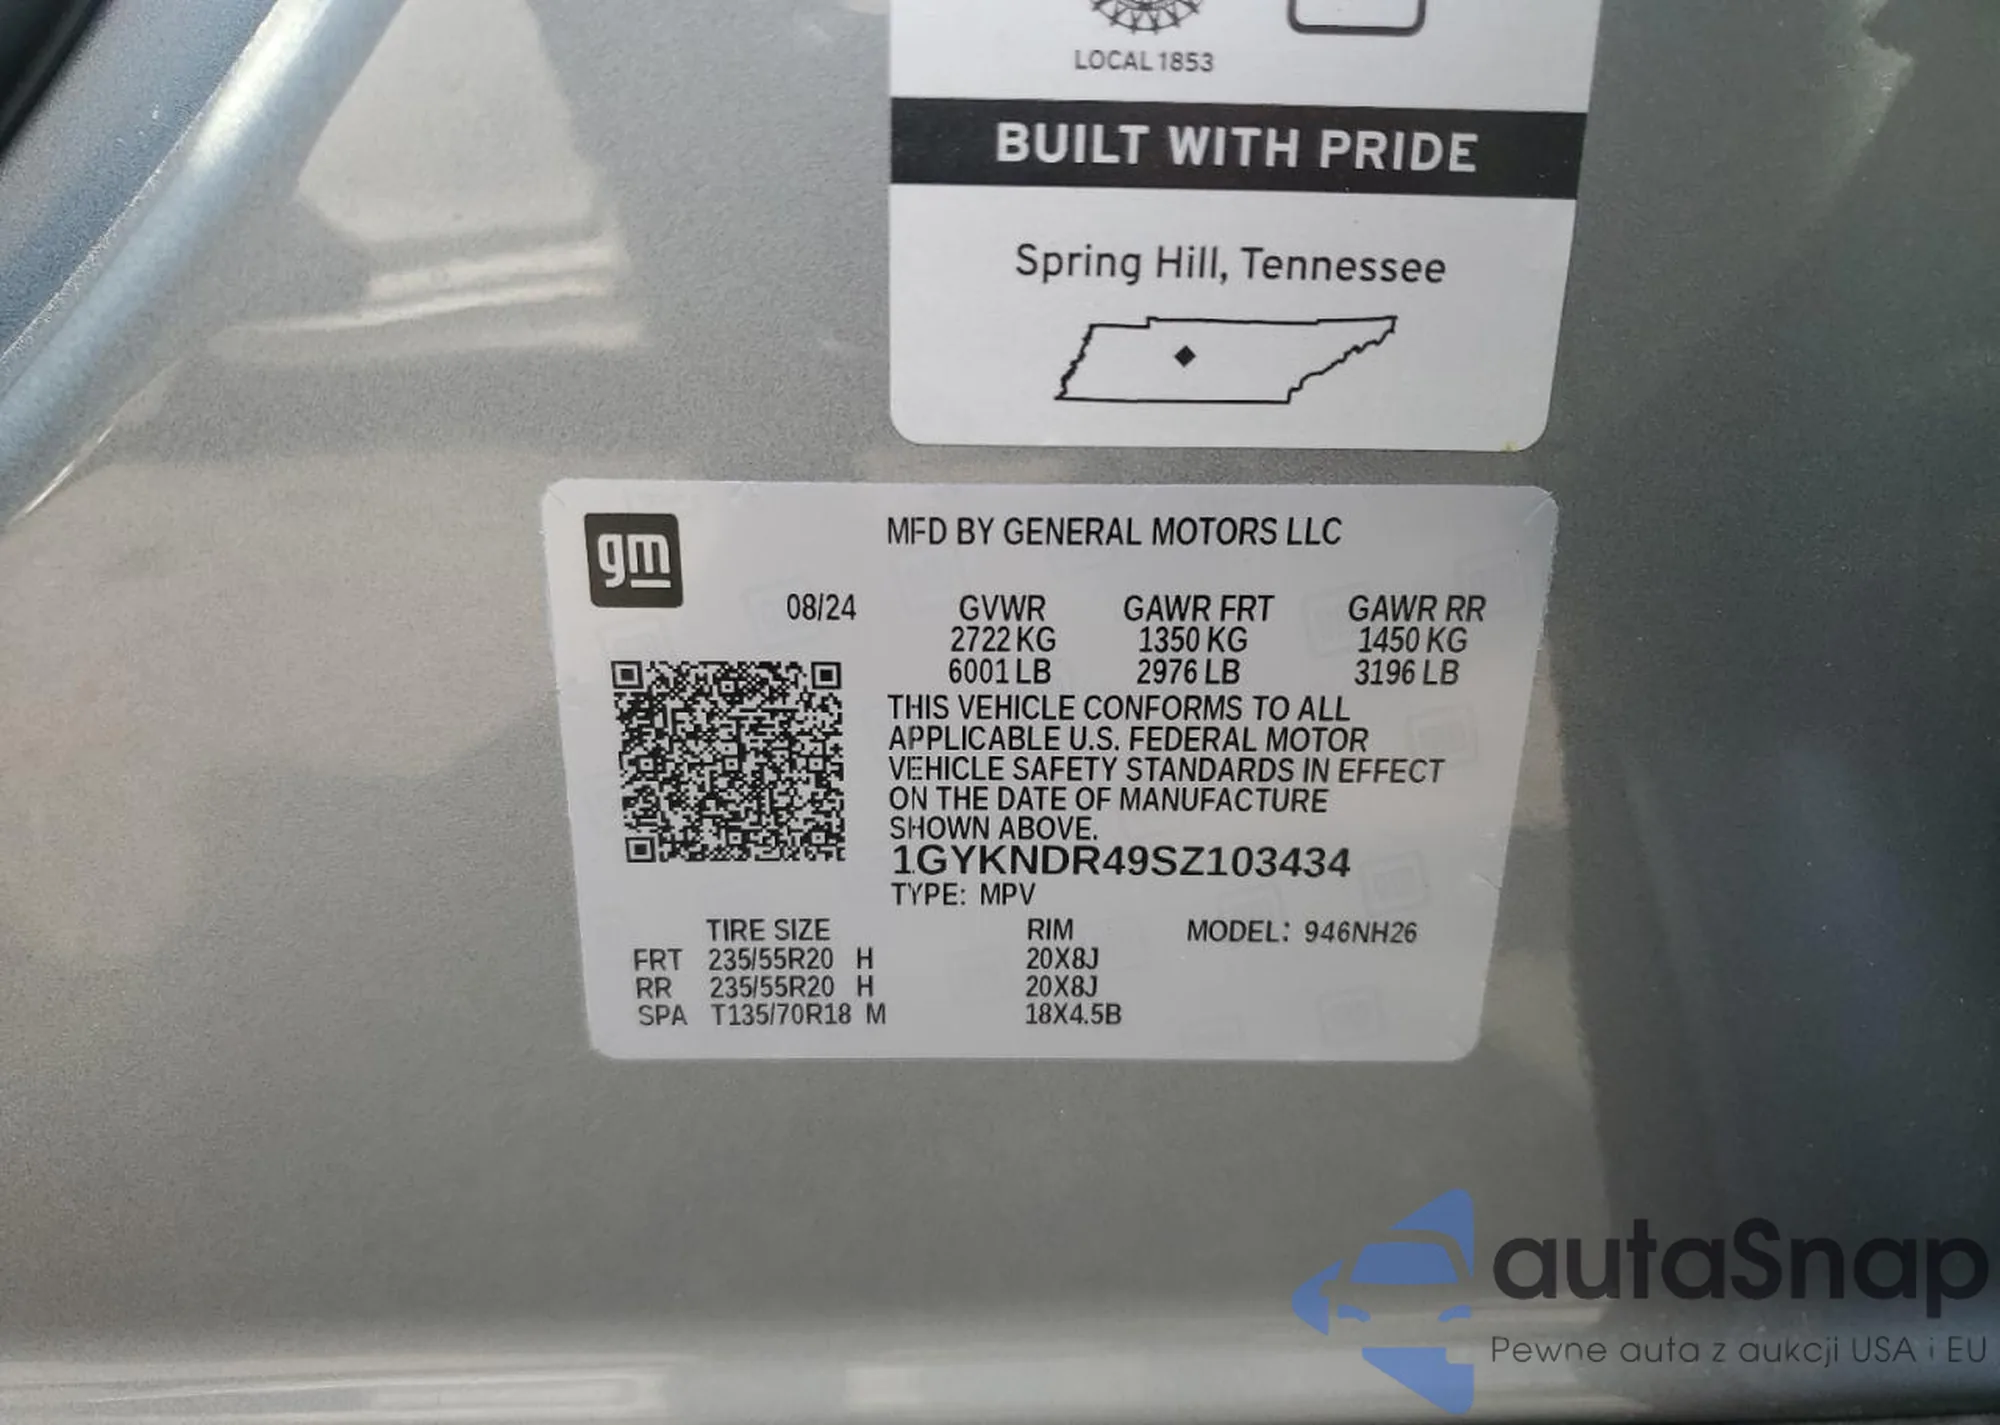 LOCAL 1853
BUILT WITH PRIDE
Spring Hill, Tennessee
gm
MFD BY GENERAL MOTORS LLC
08/24 GVWR GAWR FRT GAWR RR
2722 KG 1350 KG 1450 KG
6001 LB 2976 LB 3196 LB
THIS VEHICLE CONFORMS TO ALL
APPLICABLE U.S. FEDERAL MOTOR
VEHICLE SAFETY STANDARDS IN EFFECT
ON THE DATE OF MANUFACTURE
SHOWN ABOVE.
1GYKNDR49SZ103434
TYPE: MPV
TIRE SIZE RIM MODEL: 946NH26
FRT 235/55R20 H 20X8J
RR 235/55R20 H 20X8J
SPA T135/70R18 M 18X4.5B
autaSnap
Pewne auta z aukcji USA i EU